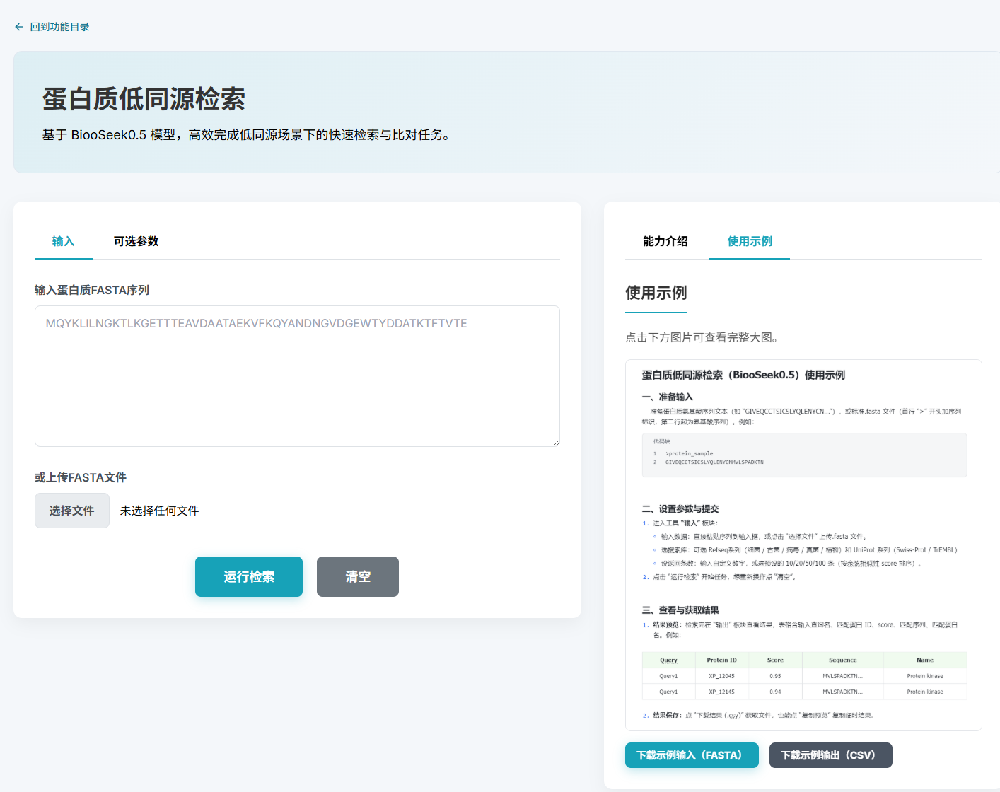 ← 回到功能目录
蛋白质低同源检索
基于 BiooSeek0.5 模型，高效完成低同源场景下的快速检索与比对任务。
输入 可选参数
输入蛋白质FASTA序列
MQYKLILNGKTLKGETTTEAVDAATAEKVFKQYANDNGVDGEWTYDDATKTFTVTE
或上传FASTA文件
选择文件 未选择任何文件
运行检索 清空
能力介绍 使用示例
使用示例
点击下方图片可查看完整大图。
蛋白质低同源检索（BiooSeek0.5）使用示例
一、准备输入
准备蛋白质氨基酸序列文本（如 “GIVEQCCTSICSLYQLENYCN...”），或标准.fasta 文件（首行 “>” 开头加序列
标识，第二行起为氨基酸序列）。例如：
代码块
1 >protein_sample
2 GIVEQCCTSICSLYQLENYCNMVLSPADKTN
二、设置参数与提交
1. 进入工具 “输入” 板块：
◦ 输入数据：直接粘贴序列到输入框，或点击 “选择文件” 上传.fasta 文件。
◦ 选搜索库：可选 Refseq系列（细菌 / 古菌 / 病毒 / 真菌 / 植物）和 UniProt 系列（Swiss-Prot / TrEMBL）
◦ 设返回条数：输入自定义数字，或选预设的 10/20/50/100 条（按余弦相似性 score 排序）。
2. 点击 “运行检索” 开始任务，想重新操作点 “清空”。
三、查看与获取结果
1. 结果预览：检索完在 “输出” 板块查看结果，表格含输入查询名、匹配蛋白 ID、score、匹配序列、匹配蛋白
名。例如：
Query Protein ID Score Sequence Name
Query1 XP_12045 0.95 MVLSPADKTN... Protein kinase
Query1 XP_12145 0.94 MVLSPADKTN... Protein kinase
2. 结果保存：点 “下载结果 (.csv)” 获取文件，也能点 “复制预览” 复制临时结果.
下载示例输入（FASTA） 下载示例输出（CSV）